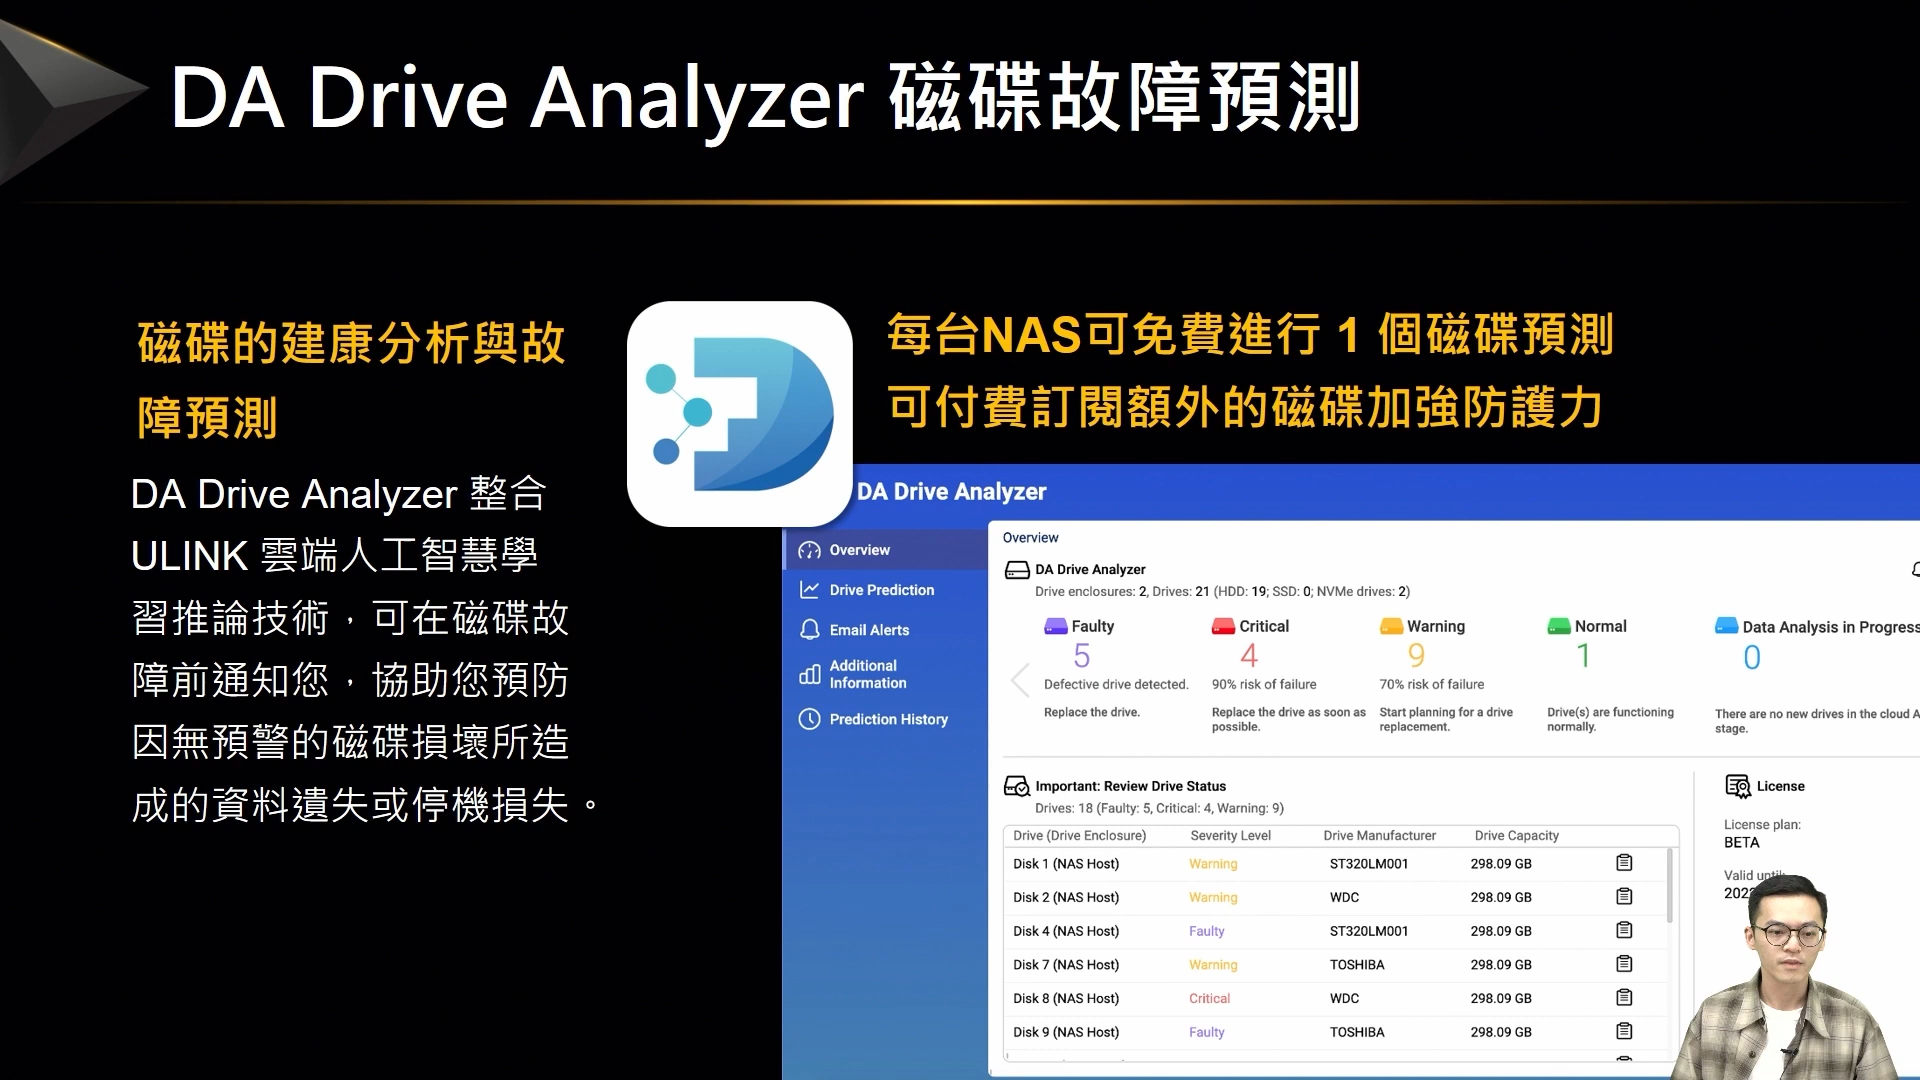 DA Drive Analyzer 磁碟故障預測
磁碟的建康分析與故
障預測
DA Drive Analyzer 整合
ULINK 雲端人工智慧學
習推論技術，可在磁碟故
障前通知您，協助您預防
因無預警的磁碟損壞所造
成的資料遺失或停機損失。
每台NAS可免費進行 1 個磁碟預測
可付費訂閱額外的磁碟加強防護力
DA Drive Analyzer
Overview
Drive Prediction
Email Alerts
Additional
Information
Prediction History
Overview
DA Drive Analyzer
Drive enclosures: 2, Drives: 21 (HDD: 19; SSD: 0; NVMe drives: 2)
Faulty
5
Defective drive detected.
Replace the drive.
Critical
4
90% risk of failure
Replace the drive as soon as
possible.
Warning
9
70% risk of failure
Start planning for a drive
replacement.
Normal
1
Drive(s) are functioning
normally.
Data Analysis in Progress
0
There are no new drives in the cloud A
stage.
Important: Review Drive Status
Drives: 18 (Faulty: 5, Critical: 4, Warning: 9)
Drive (Drive Enclosure) Severity Level Drive Manufacturer Drive Capacity
Disk 1 (NAS Host) Warning ST320LM001 298.09 GB
Disk 2 (NAS Host) Warning WDC 298.09 GB
Disk 4 (NAS Host) Faulty ST320LM001 298.09 GB
Disk 7 (NAS Host) Warning TOSHIBA 298.09 GB
Disk 8 (NAS Host) Critical WDC 298.09 GB
Disk 9 (NAS Host) Faulty TOSHIBA 298.09 GB
License
License plan:
BETA
Valid until: